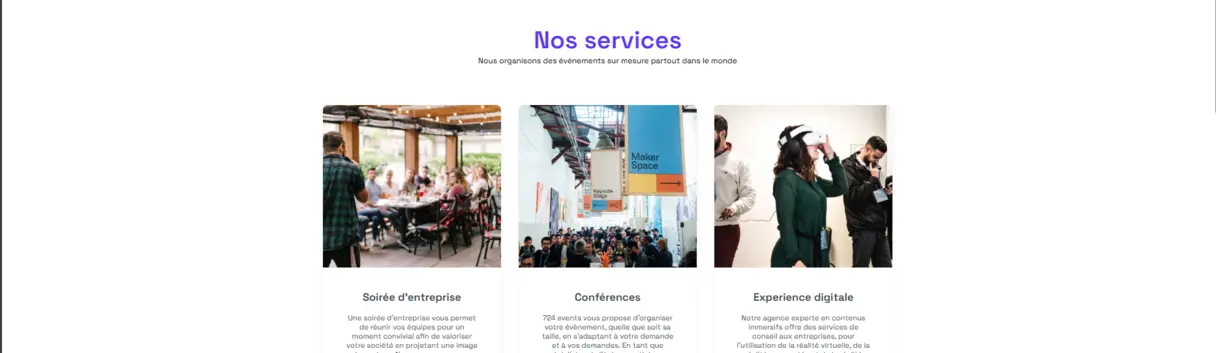 Nos services
Nous organisons des événements sur mesure partout dans le monde
Maker
Space
Keynote
Stage
Soirée d'entreprise
Conférences
Experience digitale
Une soirée d'entreprise vous permet
de réunir vos équipes pour un
moment convivial afin de valoriser
votre société en projetant une image
724 events vous propose d'organiser
votre évènement, quelle que soit sa
taille, en s'adaptant à votre demande
et à vos demandes. En tant que
Notre agence experte en contenus
immersifs offre des services de
conseil aux entreprises, pour
l'utilisation de la réalité virtuelle, de la